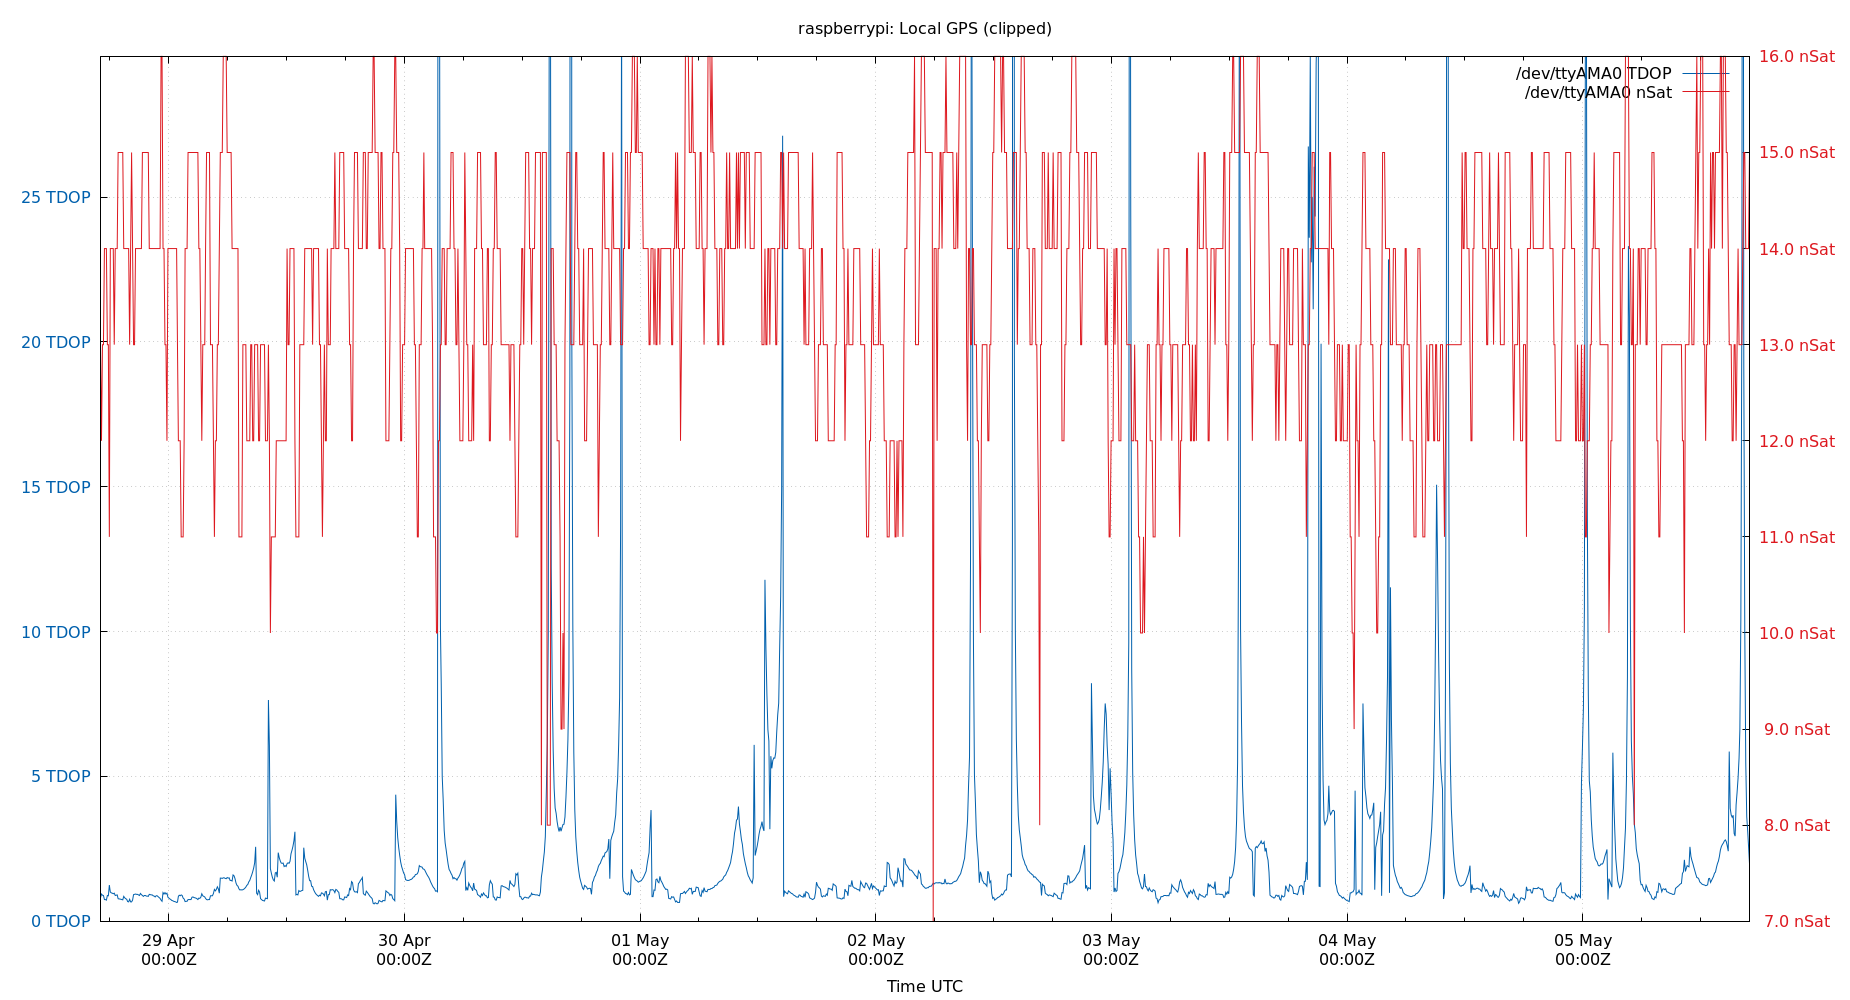 raspberrypi: Local GPS (clipped)
/dev/ttyAMA0 TDOP
/dev/ttyAMA0 nSat
25 TDOP
20 TDOP
15 TDOP
10 TDOP
5 TDOP
0 TDOP
16.0 nSat
15.0 nSat
14.0 nSat
13.0 nSat
12.0 nSat
11.0 nSat
10.0 nSat
9.0 nSat
8.0 nSat
7.0 nSat
29 Apr 30 Apr 01 May 02 May 03 May 04 May 05 May
00:00Z 00:00Z 00:00Z 00:00Z 00:00Z 00:00Z 00:00Z
Time UTC